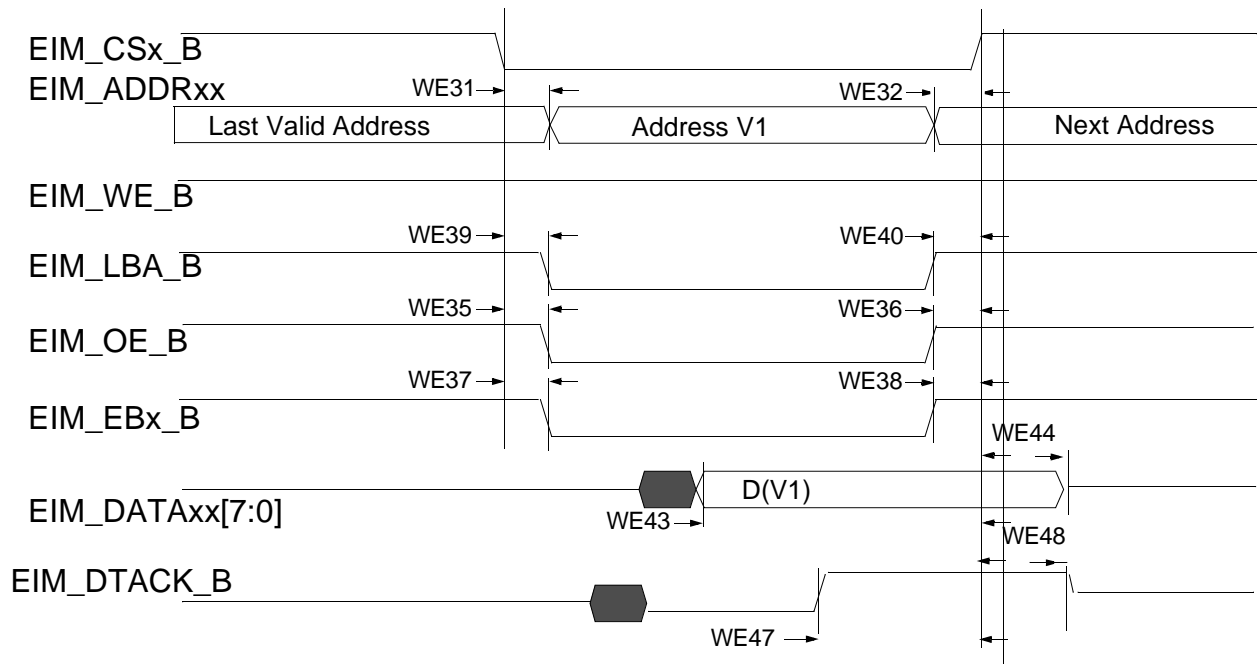 EIM_CSx_B
EIM_ADDRxx
WE31
WE32
Last Valid Address
Address V1
Next Address
EIM_WE_B
WE39
WE40
EIM_LBA_B
WE35
WE36
EIM_OE_B
WE37
WE38
EIM_EBx_B
WE44
EIM_DATAxx[7:0]
D(V1)
WE43
WE48
EIM_DTACK_B
WE47